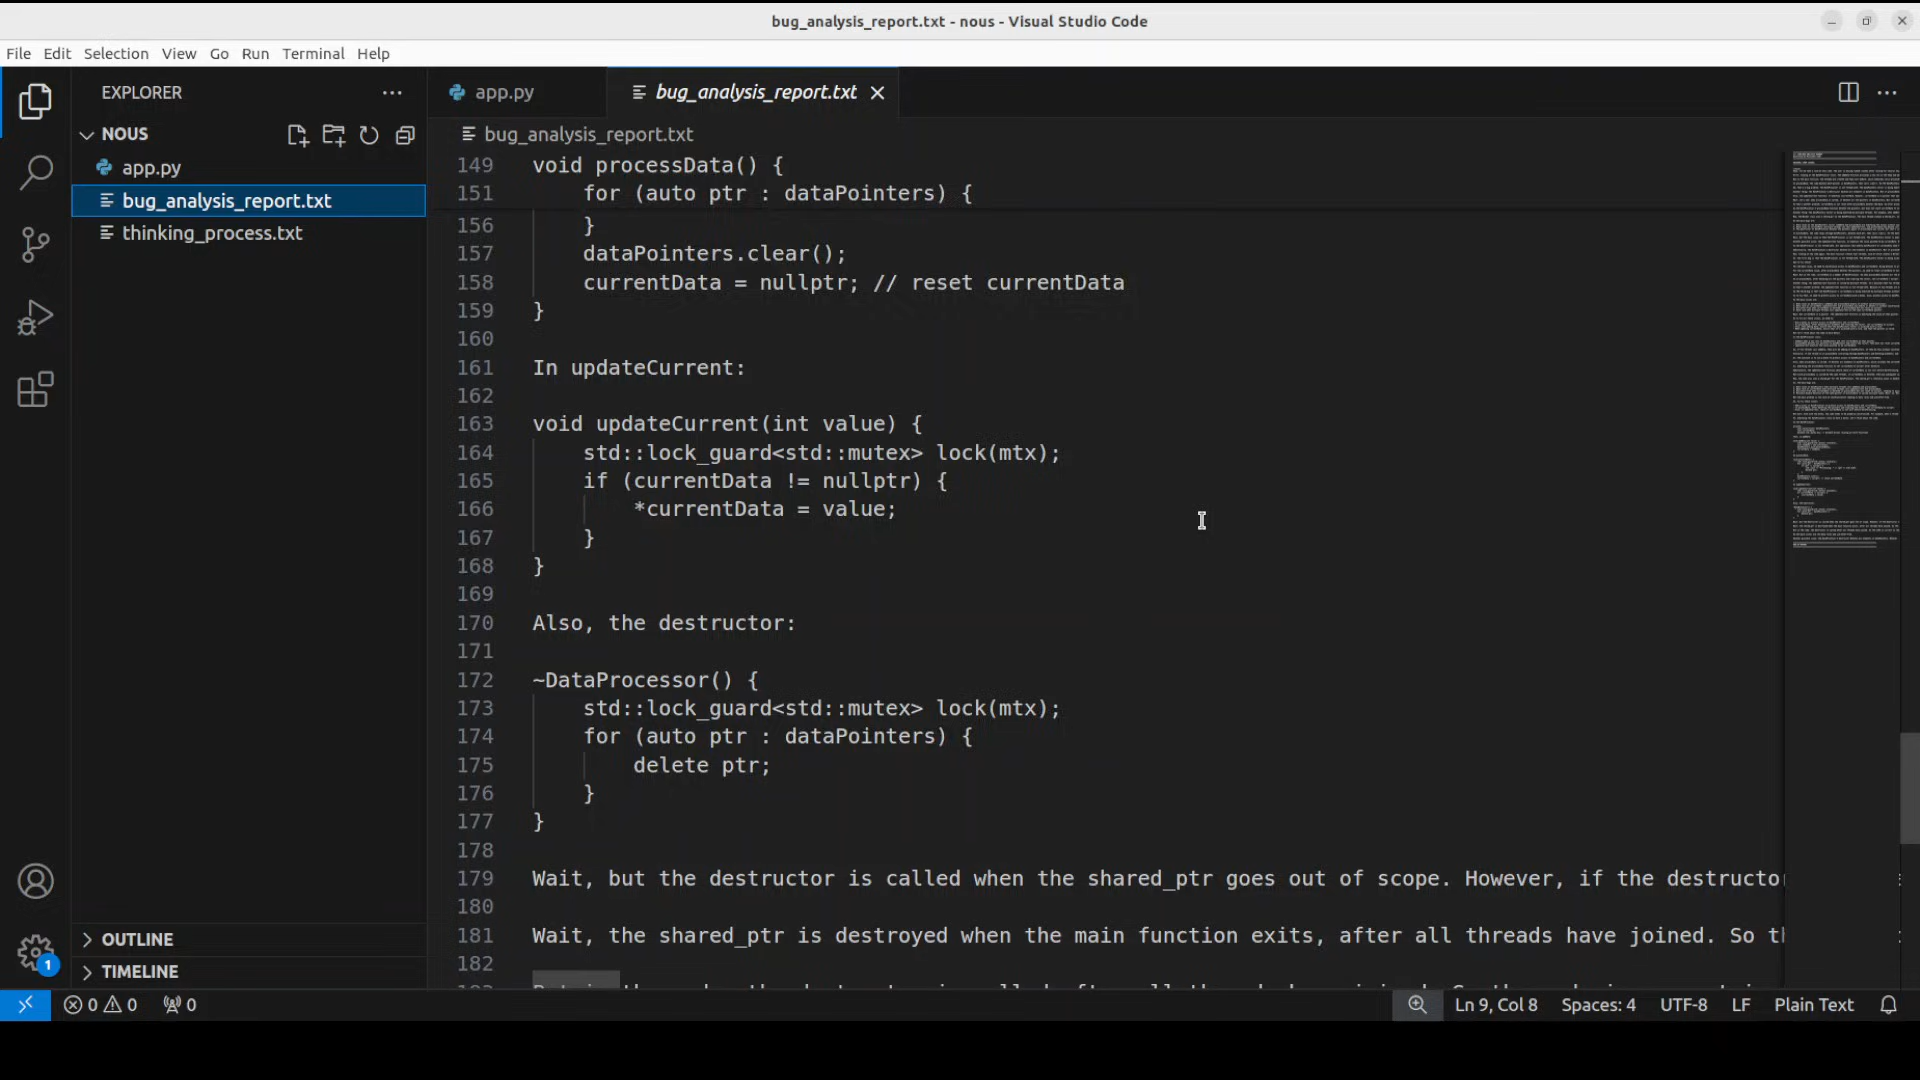 bug_analysis_report.txt - nous - Visual Studio Code
File Edit Selection View Go Run Terminal Help
EXPLORER
NOUS
app.py
bug_analysis_report.txt
thinking_process.txt
OUTLINE
TIMELINE
app.py
bug_analysis_report.txt
bug_analysis_report.txt
149 void processData() {
151 for (auto ptr : dataPointers) {
156 }
157 dataPointers.clear();
158 currentData = nullptr; // reset currentData
159 }
160
161 In updateCurrent:
162
163 void updateCurrent(int value) {
164 std::lock_guard<std::mutex> lock(mtx);
165 if (currentData != nullptr) {
166 *currentData = value;
167 }
168 }
169
170 Also, the destructor:
171
172 ~DataProcessor() {
173 std::lock_guard<std::mutex> lock(mtx);
174 for (auto ptr : dataPointers) {
175 delete ptr;
176 }
177 }
178
179 Wait, but the destructor is called when the shared_ptr goes out of scope. However, if the destructo
180
181 Wait, the shared_ptr is destroyed when the main function exits, after all threads have joined. So
182
1
0 0 0
Ln 9, Col 8 Spaces: 4 UTF-8 LF Plain Text